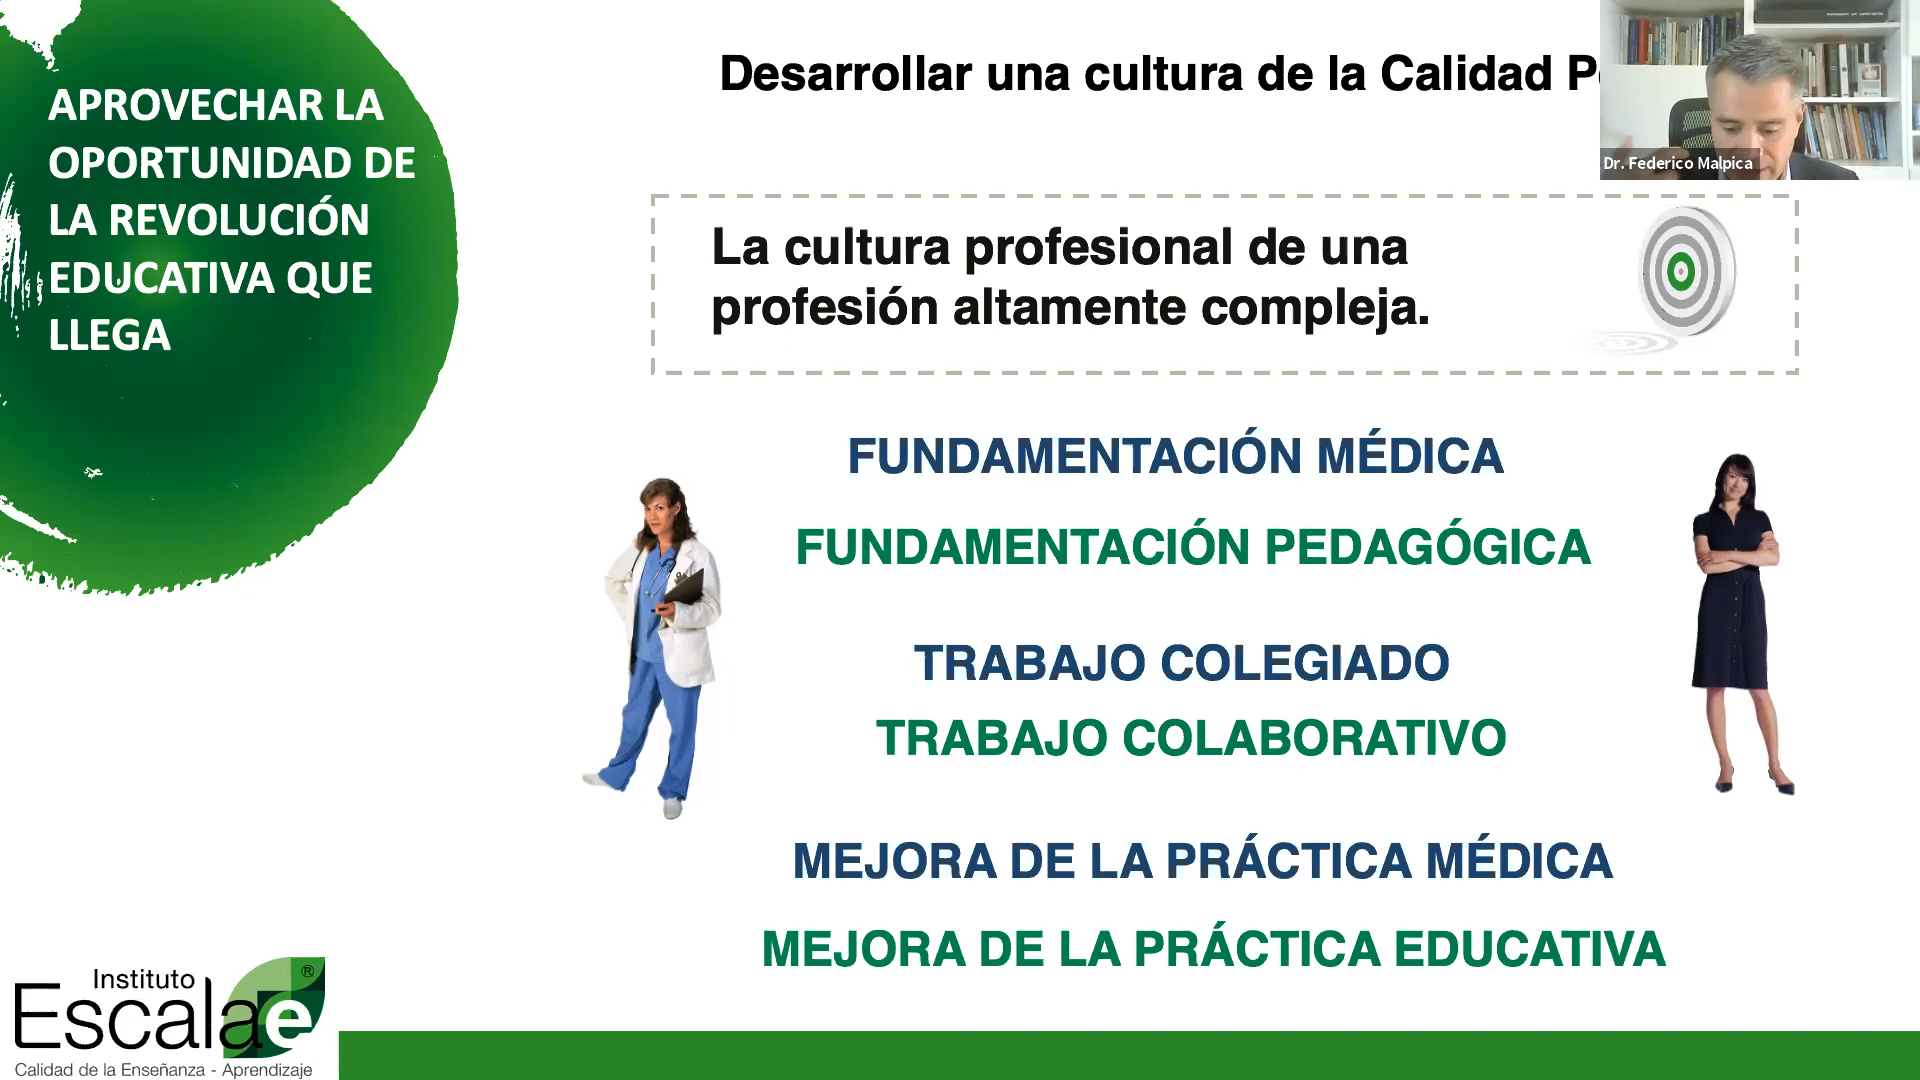 APROVECHAR LA
OPORTUNIDAD DE
LA REVOLUCIÓN
EDUCATIVA QUE
LLEGA
Desarrollar una cultura de la Calidad
Dr. Federico Malpica
La cultura profesional de una
profesión altamente compleja.
FUNDAMENTACIÓN MÉDICA
FUNDAMENTACIÓN PEDAGÓGICA
TRABAJO COLEGIADO
TRABAJO COLABORATIVO
MEJORA DE LA PRÁCTICA MÉDICA
MEJORA DE LA PRÁCTICA EDUCATIVA
Instituto
Escalae
®
Calidad de la Enseñanza - Aprendizaje